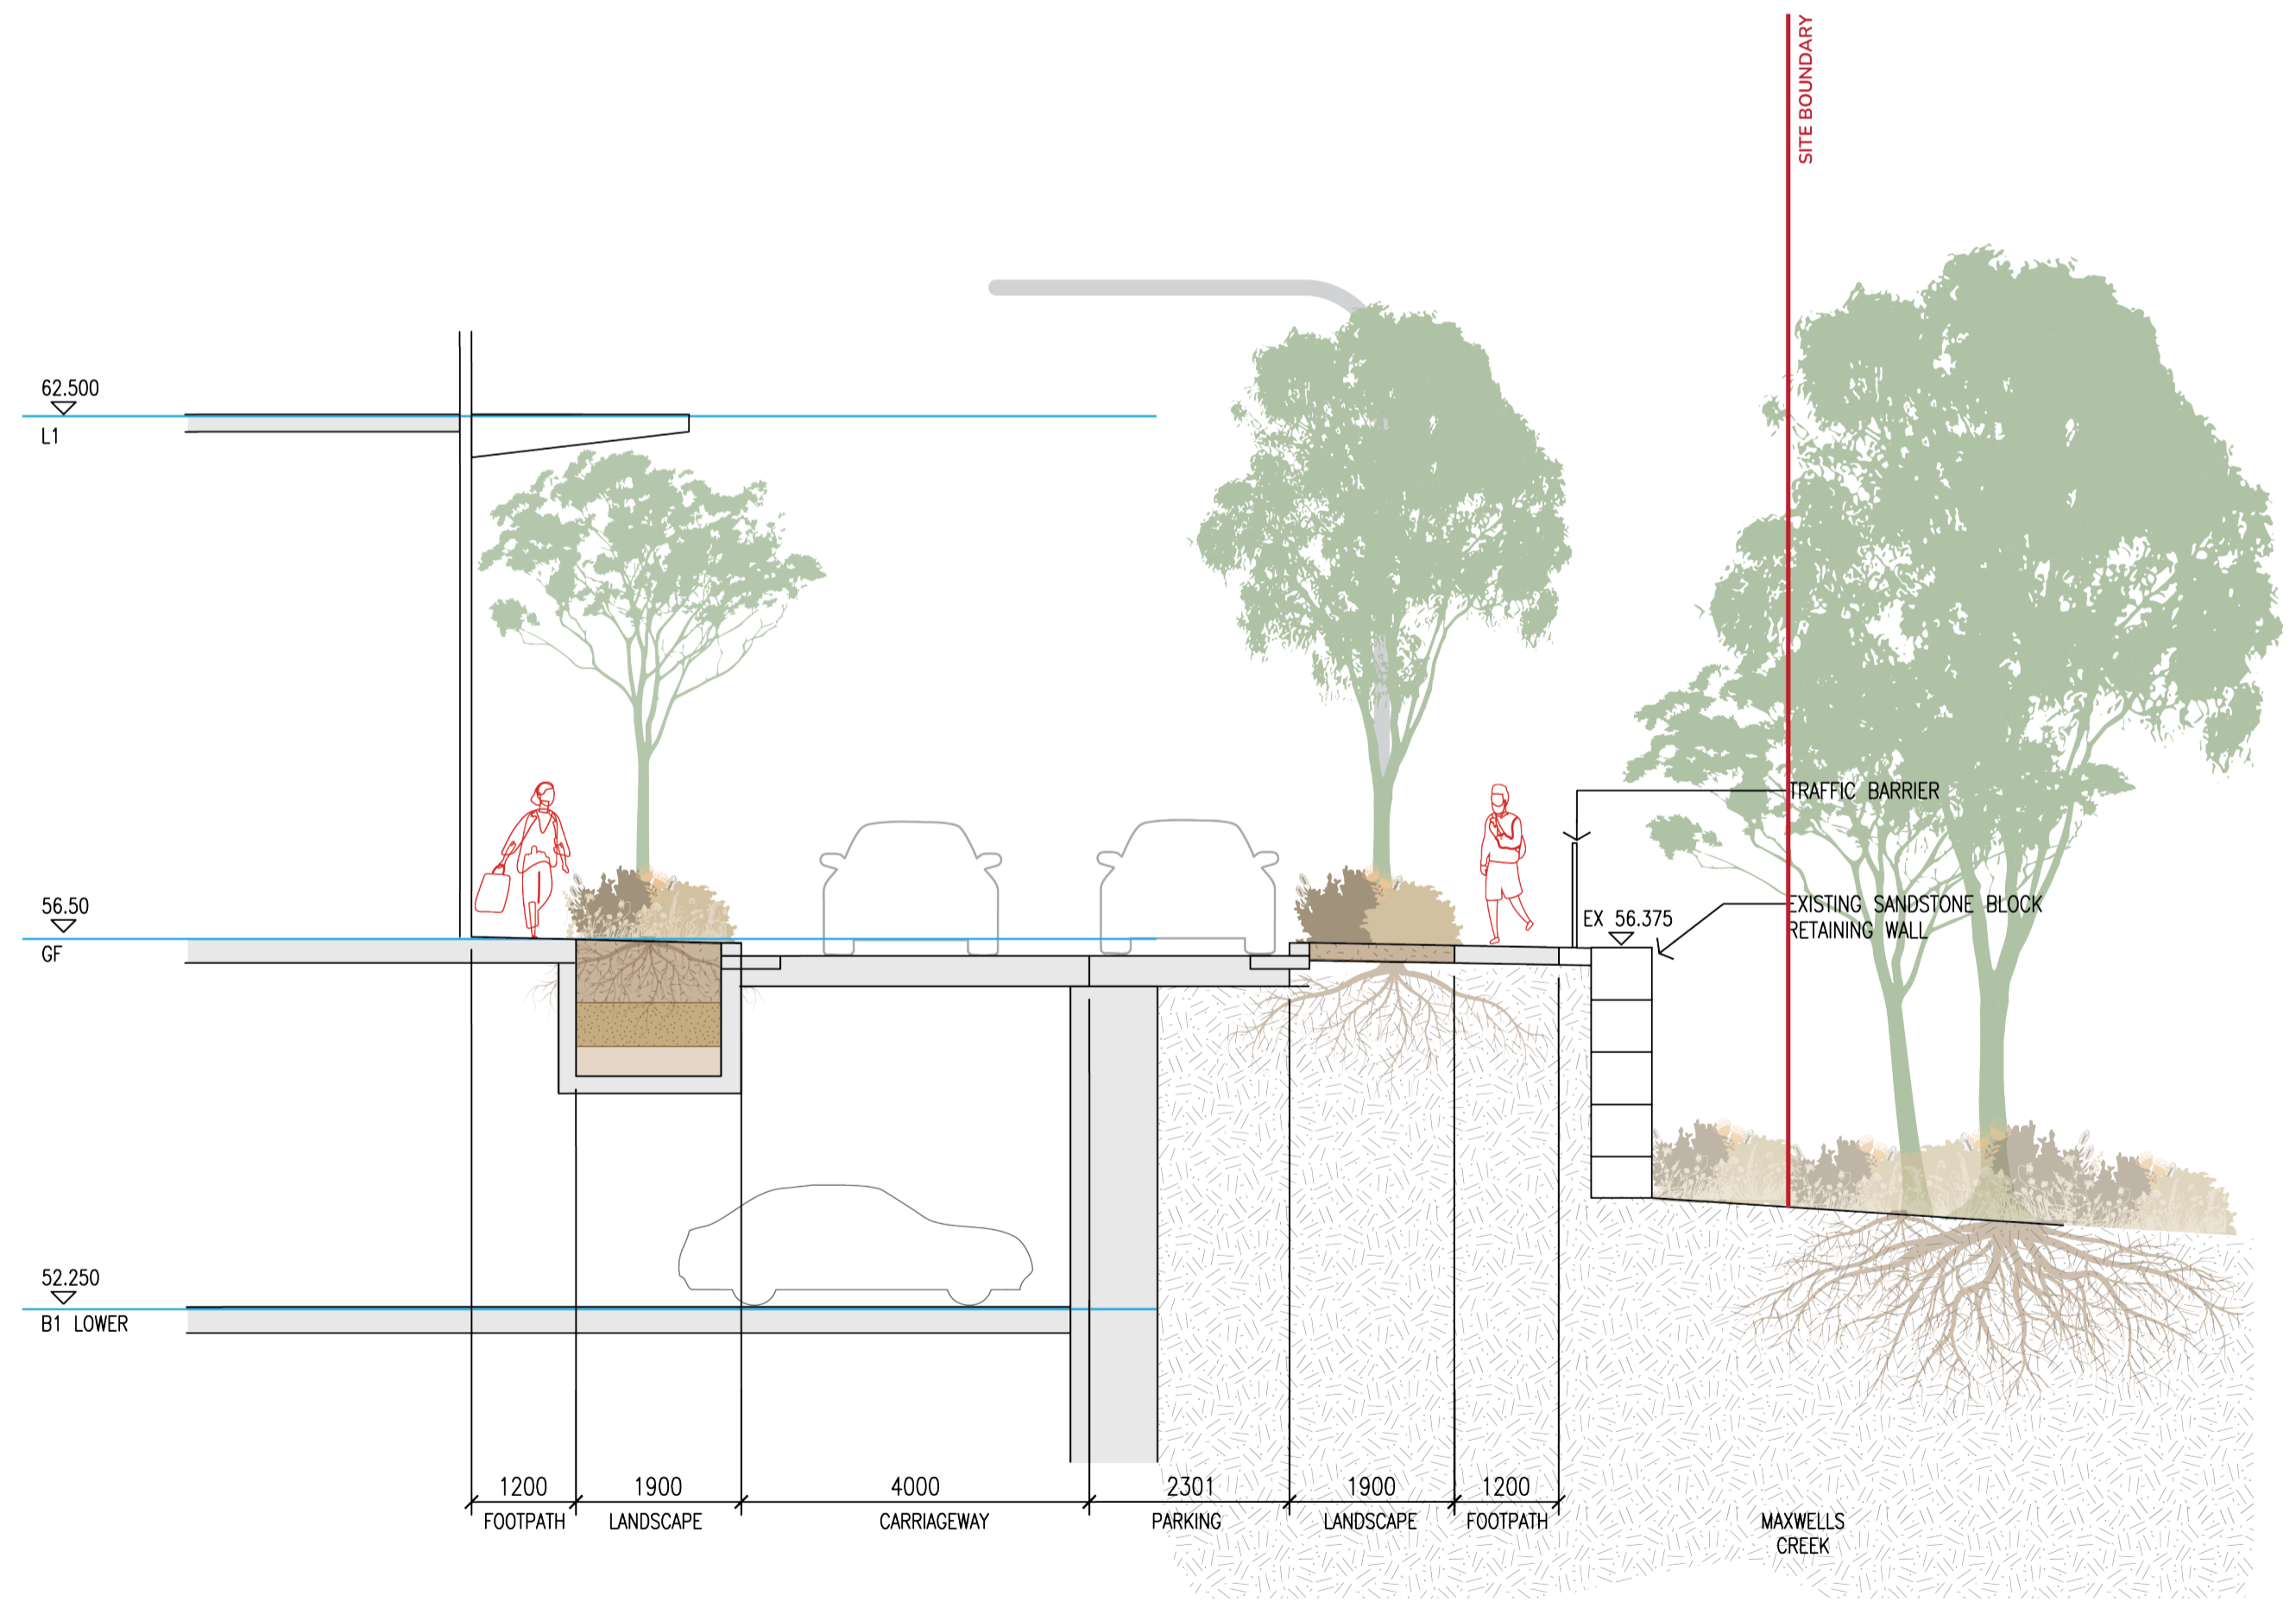 SITE BOUNDARY
62.500
L1
TRAFFIC BARRIER
EXISTING SANDSTONE BLOCK
RETAINING WALL
EX 56.375
56.50
GF
52.250
B1 LOWER
1200 1900 4000 2301 1900 1200
FOOTPATH LANDSCAPE CARRIAGEWAY PARKING LANDSCAPE FOOTPATH MAXWELLS
CREEK